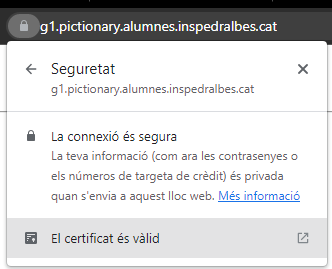 g1.pictionary.alumnes.inspedralbes.cat
Seguretat
g1.pictionary.alumnes.inspedralbes.cat
La connexió és segura
La teva informació (com ara les contrasenyes o
els números de targeta de crèdit) és privada
quan s'envia a aquest lloc web. Més informació
El certificat és vàlid